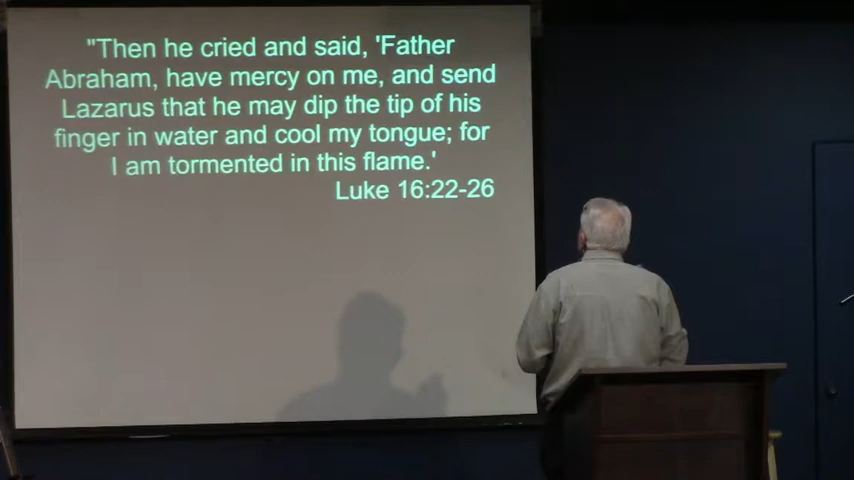 "Then he cried and said, 'Father
Abraham, have mercy on me, and send
Lazarus that he may dip the tip of his
finger in water and cool my tongue; for
I am tormented in this flame.'
Luke 16:22-26